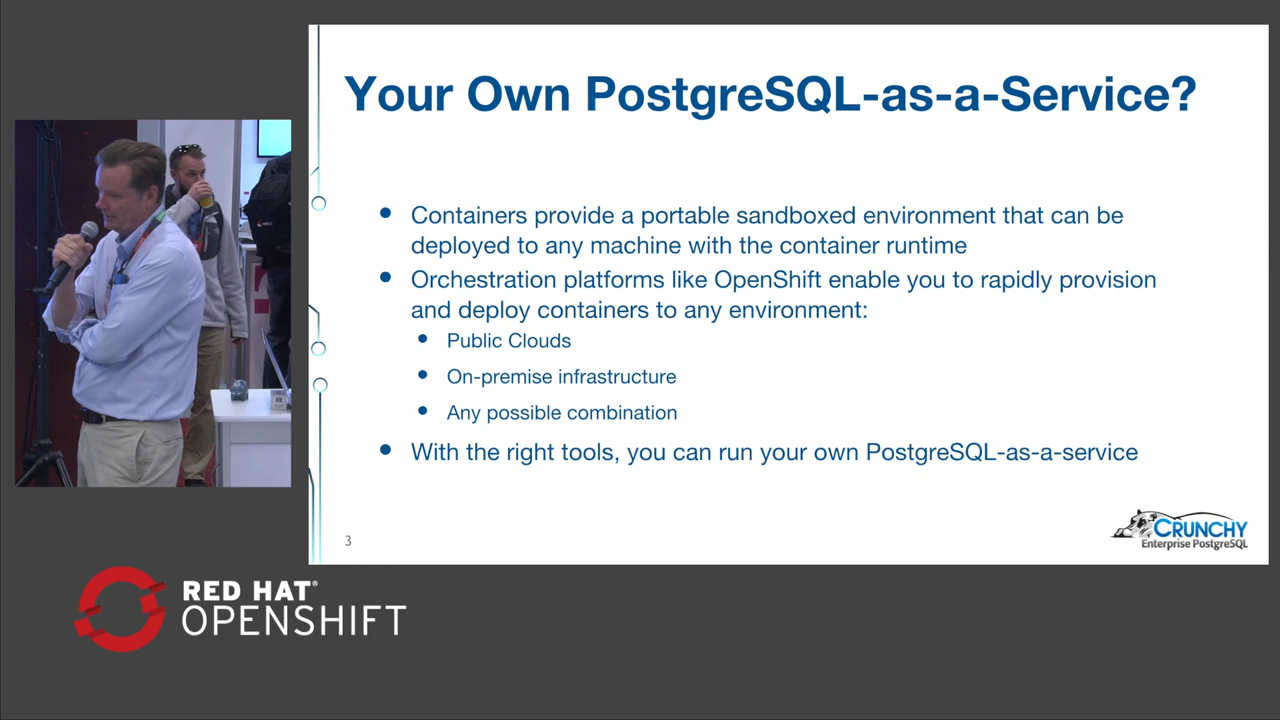 Your Own PostgreSQL-as-a-Service?
Containers provide a portable sandboxed environment that can be
deployed to any machine with the container runtime
Orchestration platforms like OpenShift enable you to rapidly provision
and deploy containers to any environment:
Public Clouds
On-premise infrastructure
Any possible combination
With the right tools, you can run your own PostgreSQL-as-a-service
3
CRUNCHY
Enterprise PostgreSQL
RED HAT®
OPENSHIFT